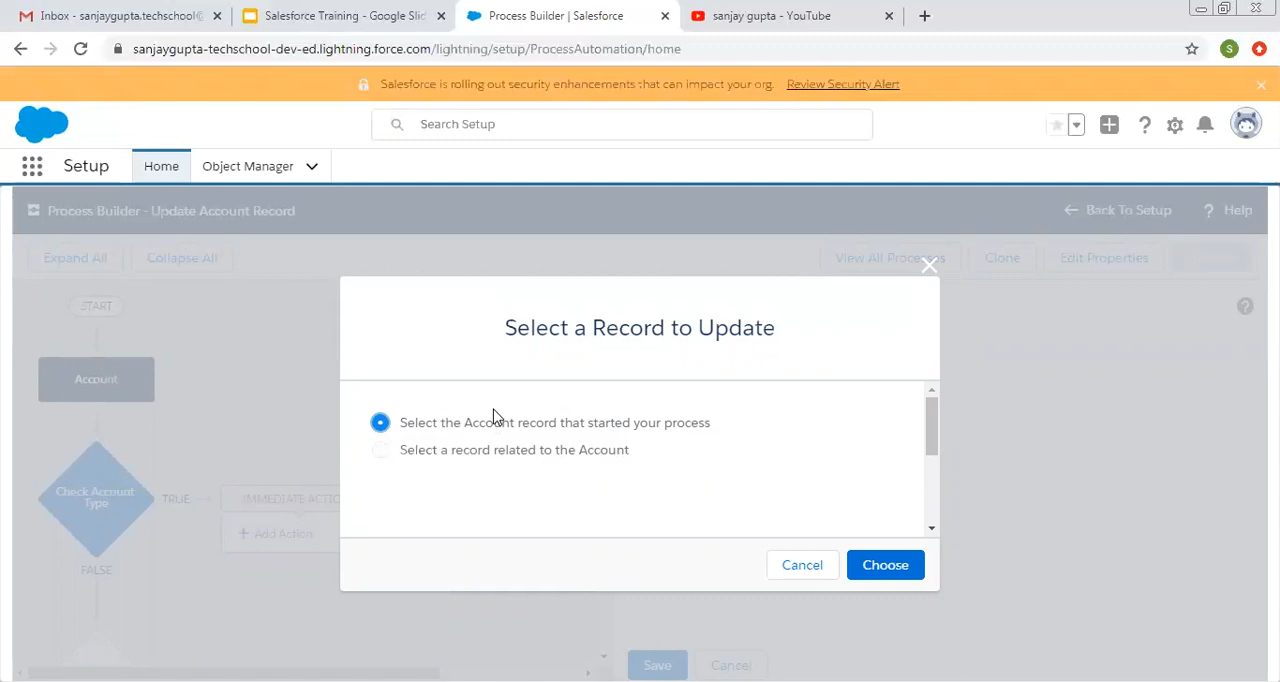 Inbox - sanjaygupta.techschool@
Salesforce Training - Google Slid
Process Builder | Salesforce
sanjay gupta - YouTube
sanjaygupta-techschool-dev-ed.lightning.force.com/lightning/setup/ProcessAutomation/home
S
Salesforce is rolling out security enhancements that can impact your org. Review Security Alert
Search Setup
Setup
Home
Object Manager
Process Builder - Update Account Record
Back To Setup
? Help
Expand All
Collapse All
View All Processes
Clone
Edit Properties
START
Select a Record to Update
Account
Select the Account record that started your process
Select a record related to the Account
Check Account
Type
TRUE
IMMEDIATE ACTIO
+ Add Action
FALSE
Cancel
Choose
Save
Cancel